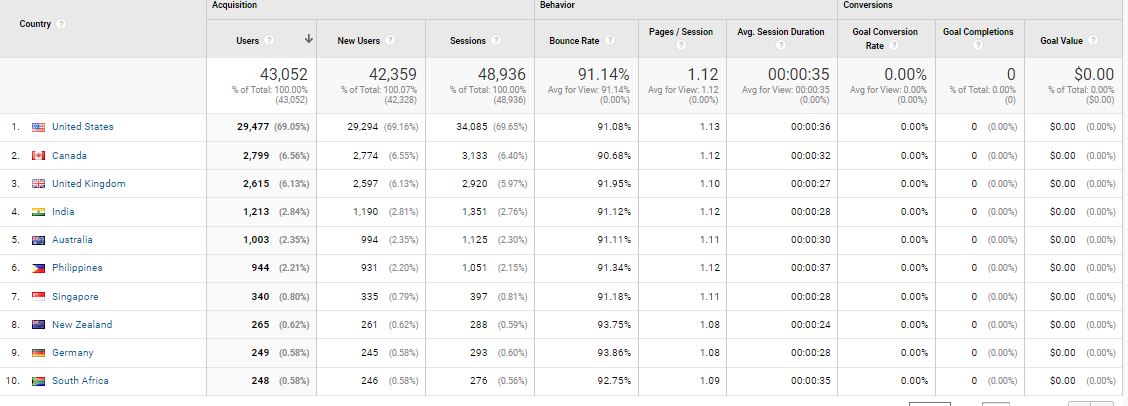 Acquisition Behavior Conversions
Country ?
Users ? New Users ? Sessions ? Bounce Rate ? Pages / Session ? Avg. Session Duration ? Goal Conversion Rate ? Goal Completions ? Goal Value ?
43,052 42,359 48,936 91.14% 1.12 00:00:35 0.00% 0 $0.00
% of Total: 100.00% % of Total: 100.07% % of Total: 100.00% Avg for View: 91.14% Avg for View: 1.12 Avg for View: 00:00:35 Avg for View: 0.00% % of Total: 0.00% % of Total: 0.00%
(43,052) (42,328) (48,936) (0.00%) (0.00%) (0.00%) (0.00%) (0) ($0.00)
1. United States 29,477 (69.05%) 29,294 (69.16%) 34,085 (69.65%) 91.08% 1.13 00:00:36 0.00% 0 (0.00%) $0.00 (0.00%)
2. Canada 2,799 (6.56%) 2,774 (6.55%) 3,133 (6.40%) 90.68% 1.12 00:00:32 0.00% 0 (0.00%) $0.00 (0.00%)
3. United Kingdom 2,615 (6.13%) 2,597 (6.13%) 2,920 (5.97%) 91.95% 1.10 00:00:27 0.00% 0 (0.00%) $0.00 (0.00%)
4. India 1,213 (2.84%) 1,190 (2.81%) 1,351 (2.76%) 91.12% 1.12 00:00:28 0.00% 0 (0.00%) $0.00 (0.00%)
5. Australia 1,003 (2.35%) 994 (2.35%) 1,125 (2.30%) 91.11% 1.11 00:00:30 0.00% 0 (0.00%) $0.00 (0.00%)
6. Philippines 944 (2.21%) 931 (2.20%) 1,051 (2.15%) 91.34% 1.12 00:00:37 0.00% 0 (0.00%) $0.00 (0.00%)
7. Singapore 340 (0.80%) 335 (0.79%) 397 (0.81%) 91.18% 1.11 00:00:28 0.00% 0 (0.00%) $0.00 (0.00%)
8. New Zealand 265 (0.62%) 261 (0.62%) 288 (0.59%) 93.75% 1.08 00:00:24 0.00% 0 (0.00%) $0.00 (0.00%)
9. Germany 249 (0.58%) 245 (0.58%) 293 (0.60%) 93.86% 1.08 00:00:28 0.00% 0 (0.00%) $0.00 (0.00%)
10. South Africa 248 (0.58%) 246 (0.58%) 276 (0.56%) 92.75% 1.09 00:00:35 0.00% 0 (0.00%) $0.00 (0.00%)